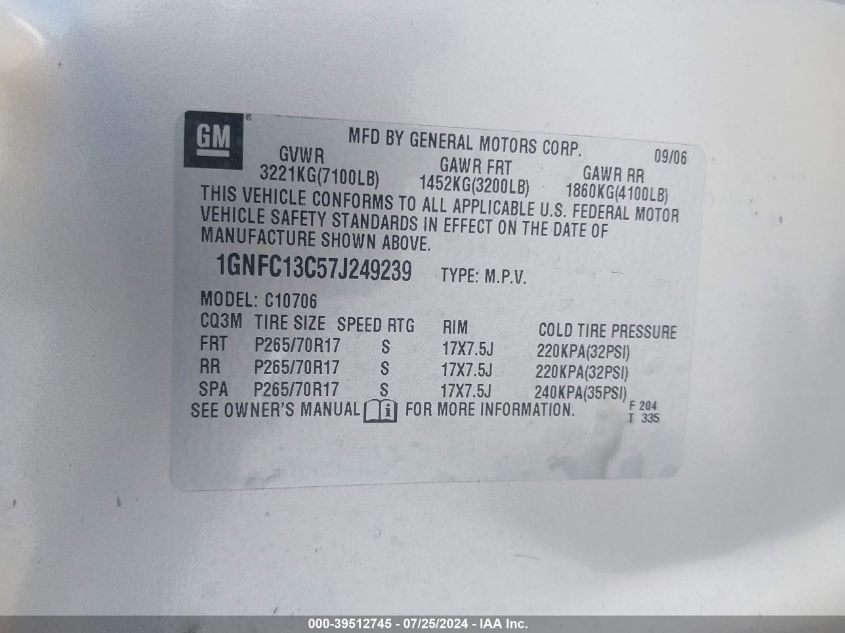 GM®
MFD BY GENERAL MOTORS CORP. 09/06
GVWR GAWR FRT GAWR RR
3221KG(7100LB) 1452KG(3200LB) 1860KG(4100LB)
THIS VEHICLE CONFORMS TO ALL APPLICABLE U.S. FEDERAL MOTOR
VEHICLE SAFETY STANDARDS IN EFFECT ON THE DATE OF
MANUFACTURE SHOWN ABOVE.
1GNFC13C57J249239 TYPE: M.P.V.
MODEL: C10706
CQ3M TIRE SIZE SPEED RTG RIM COLD TIRE PRESSURE
FRT P265/70R17 S 17X7.5J 220KPA(32PSI)
RR P265/70R17 S 17X7.5J 220KPA(32PSI)
SPA P265/70R17 S 17X7.5J 240KPA(35PSI)
SEE OWNER'S MANUAL i FOR MORE INFORMATION. F 204
T 335
000-39512745 - 07/25/2024 - IAA Inc.